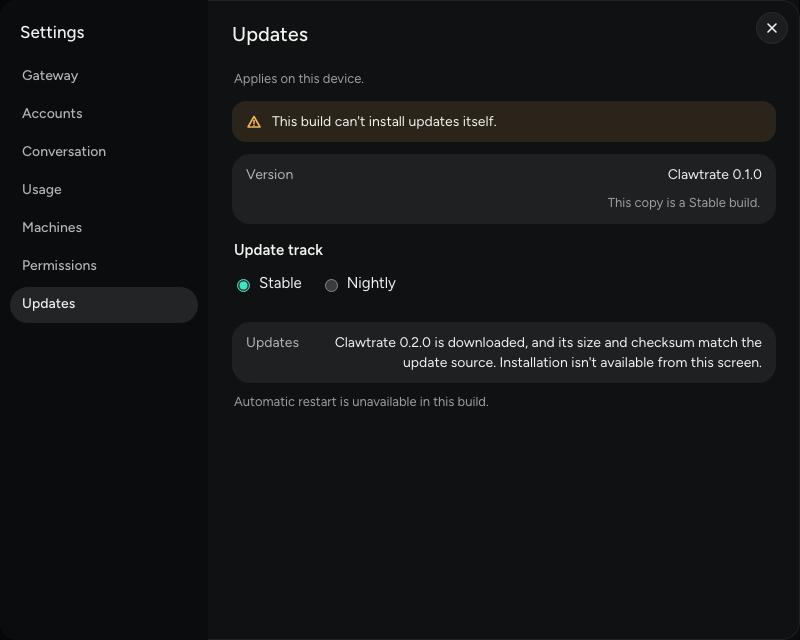 Settings
Gateway
Accounts
Conversation
Usage
Machines
Permissions
Updates
Updates
Applies on this device.
This build can't install updates itself.
Version
Clawtrate 0.1.0
This copy is a Stable build.
Update track
Stable
Nightly
Updates
Clawtrate 0.2.0 is downloaded, and its size and checksum match the
update source. Installation isn't available from this screen.
Automatic restart is unavailable in this build.